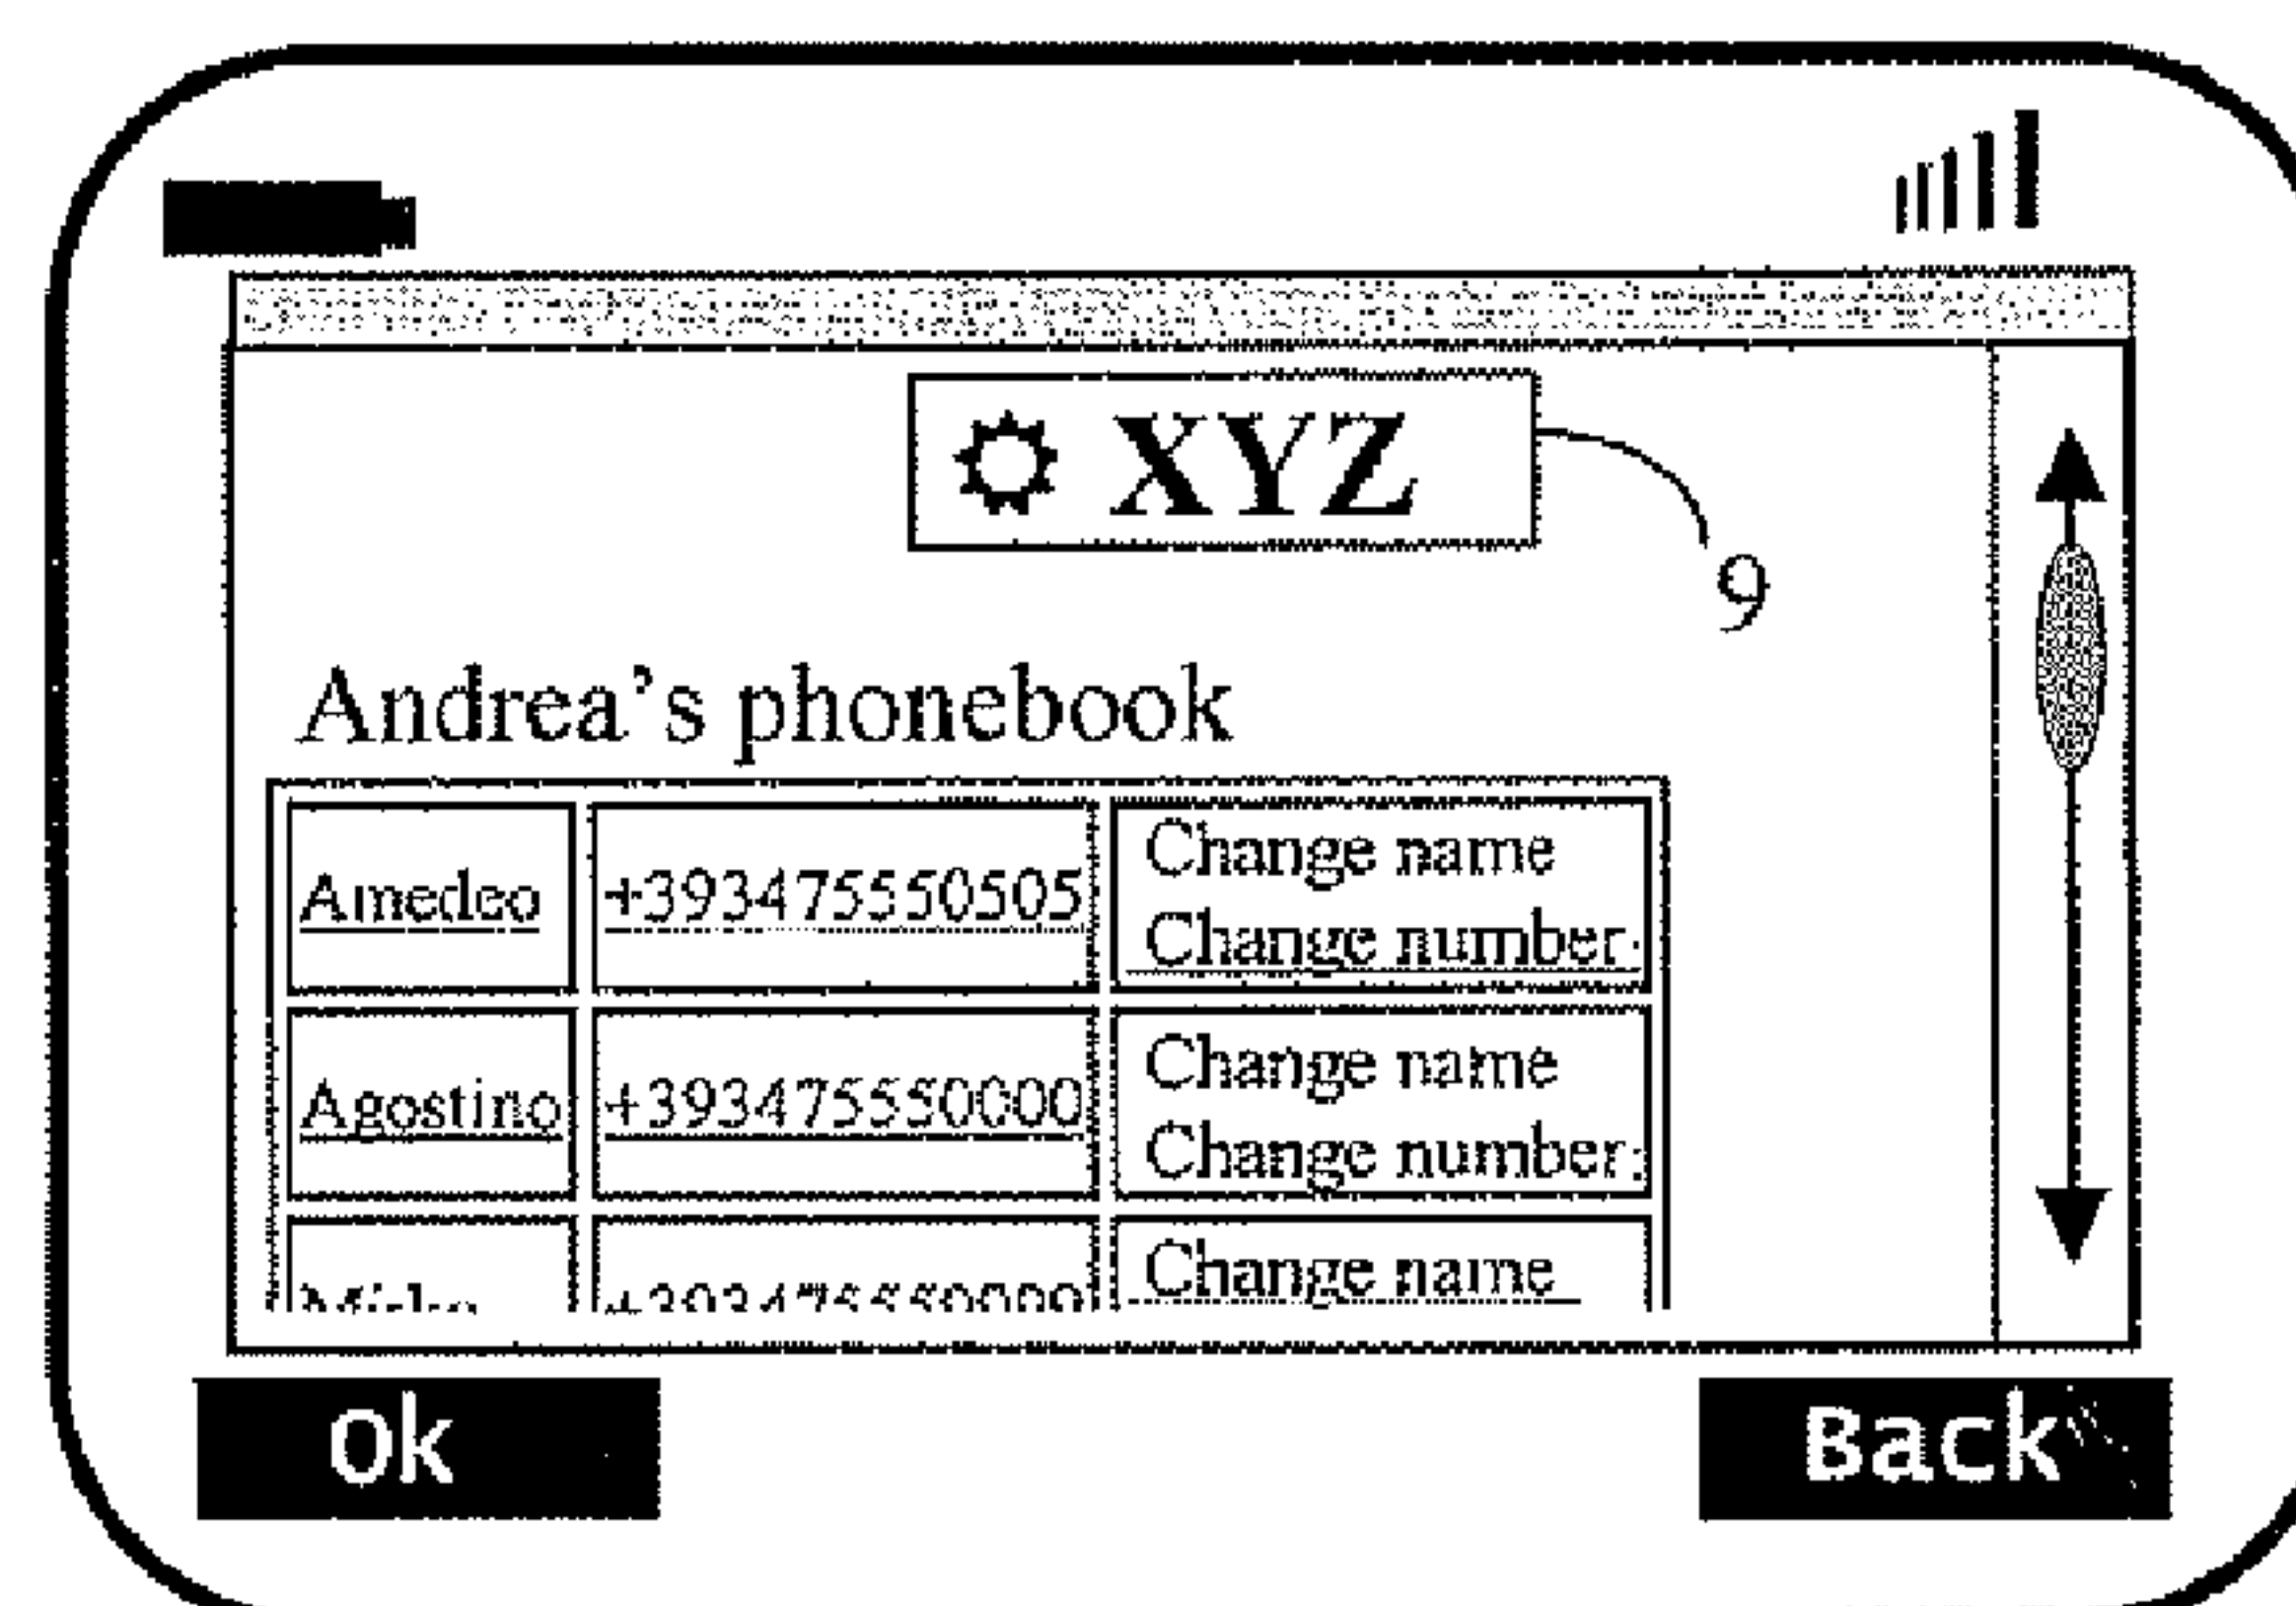 XYZ
9
Andrea's phonebook
Amedeo +393475550505 Change name
Change number
Agostino +393475550000 Change name
Change number
Change name
Ok Back